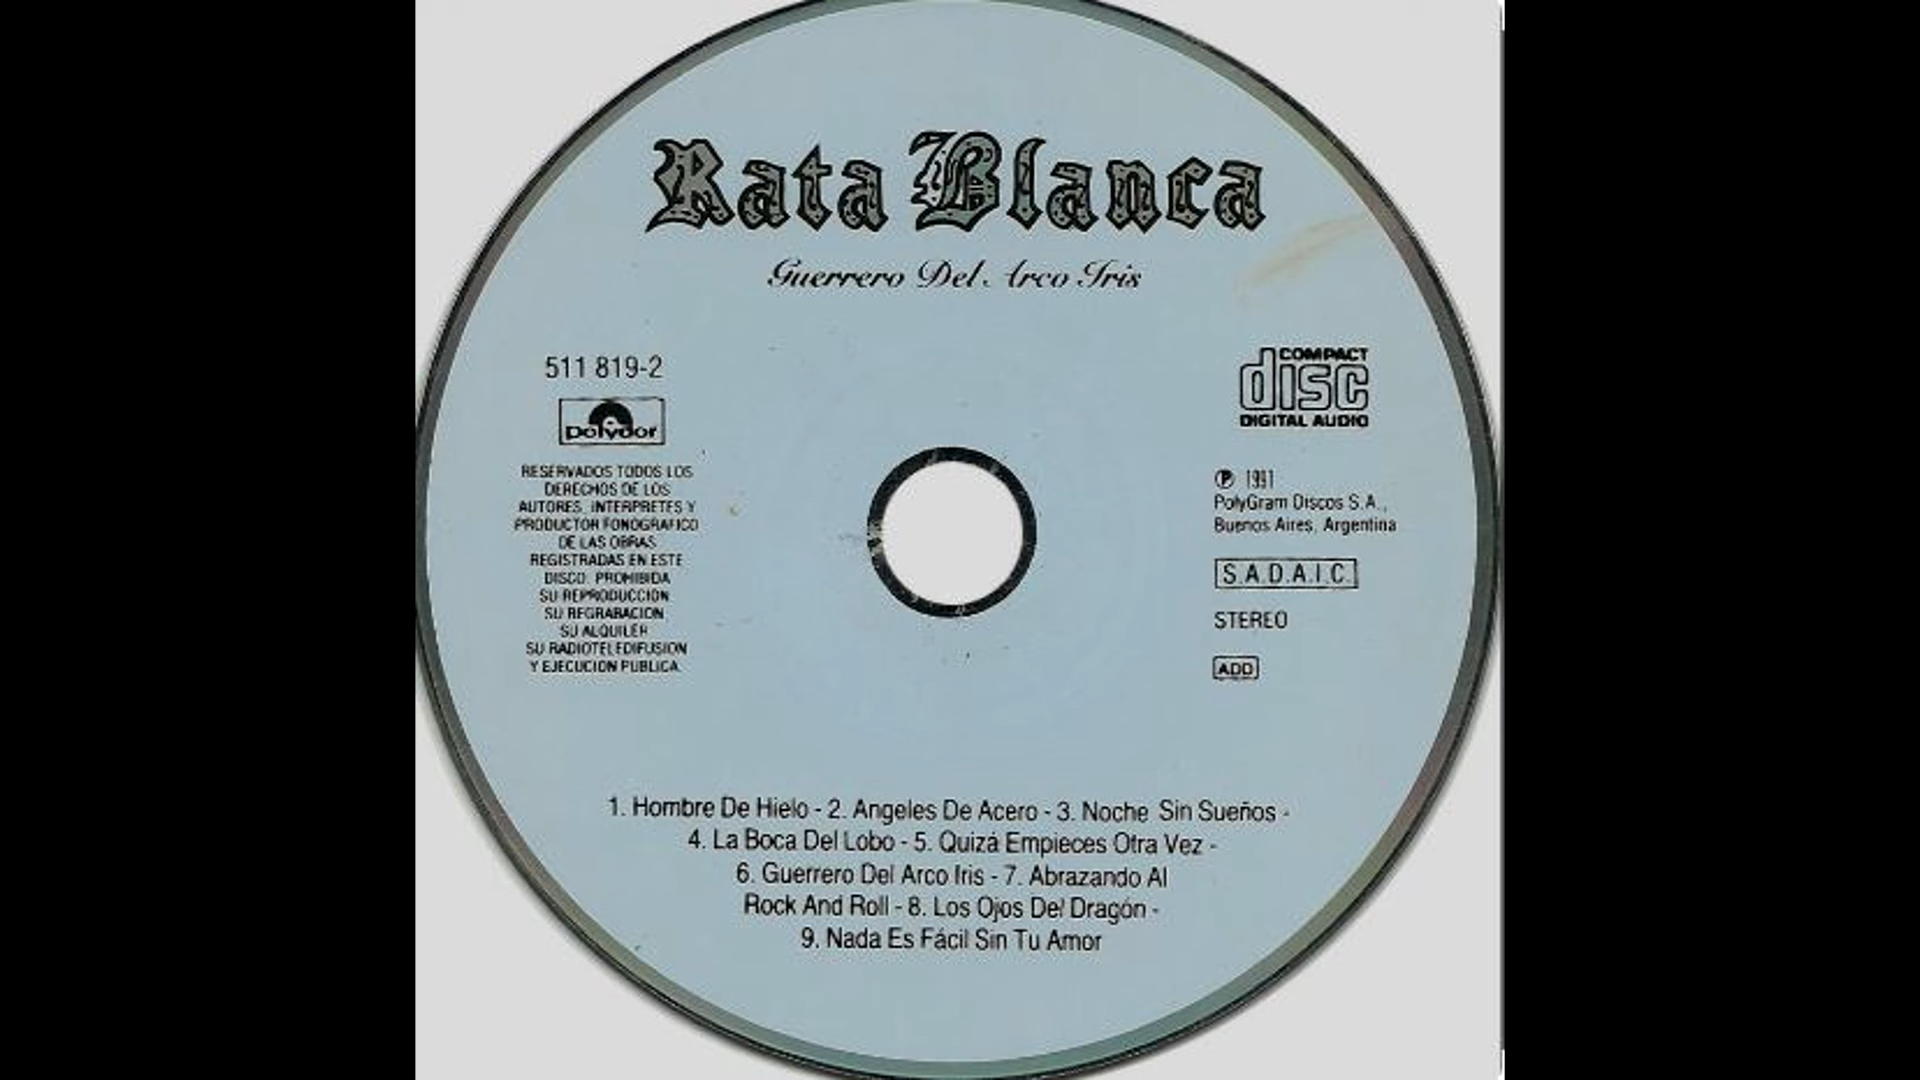 Rata Blanca
Guerrero Del Arco Iris
511 819-2
Polydor
RESERVADOS TODOS LOS
DERECHOS DE LOS
AUTORES, INTERPRETES Y
PRODUCTOR FONOGRAFICO
DE LAS OBRAS
REGISTRADAS EN ESTE
DISCO. PROHIBIDA
SU REPRODUCCION
SU REGRABACION
SU ALQUILER
SU RADIOTELEDIFUSION
Y EJECUCION PUBLICA.
COMPACT
disc
DIGITAL AUDIO
℗ 1991
PolyGram Discos S.A.,
Buenos Aires, Argentina
S.A.D.A.I.C.
STEREO
ADD
1. Hombre De Hielo - 2. Angeles De Acero - 3. Noche Sin Sueños -
4. La Boca Del Lobo - 5. Quizá Empieces Otra Vez -
6. Guerrero Del Arco Iris - 7. Abrazando Al
Rock And Roll - 8. Los Ojos Del Dragón -
9. Nada Es Fácil Sin Tu Amor